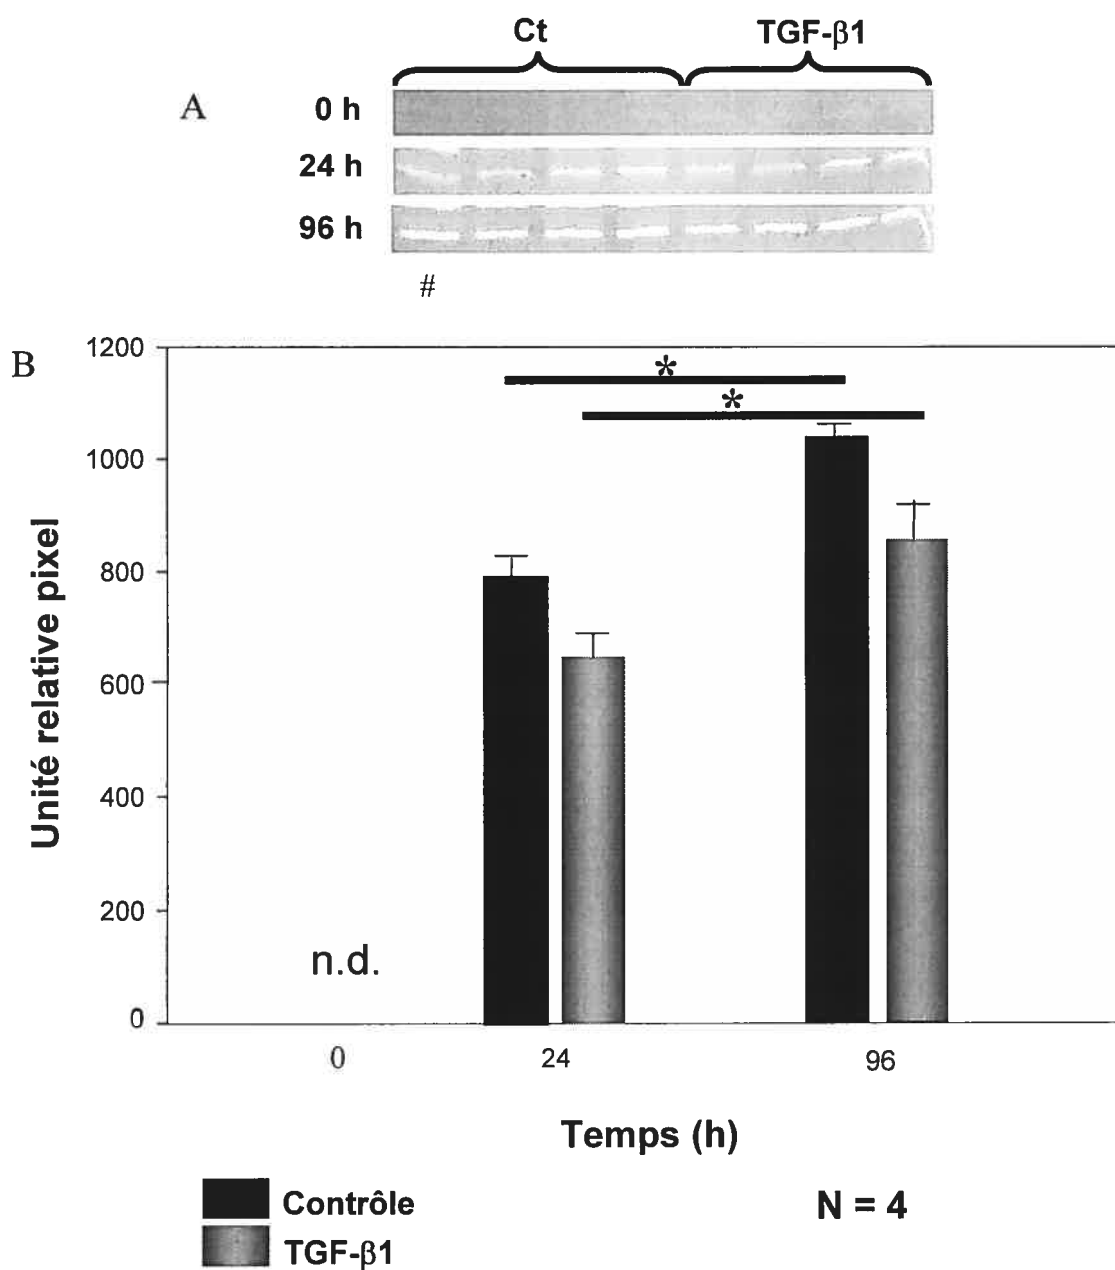 Ct TGF-β1
A
0 h
24 h
96 h
#
B
1200
1000
800
600
400
200
0
Unité relative pixel
*
*
n.d.
0 24 96
Temps (h)
Contrôle
TGF-β1
N = 4